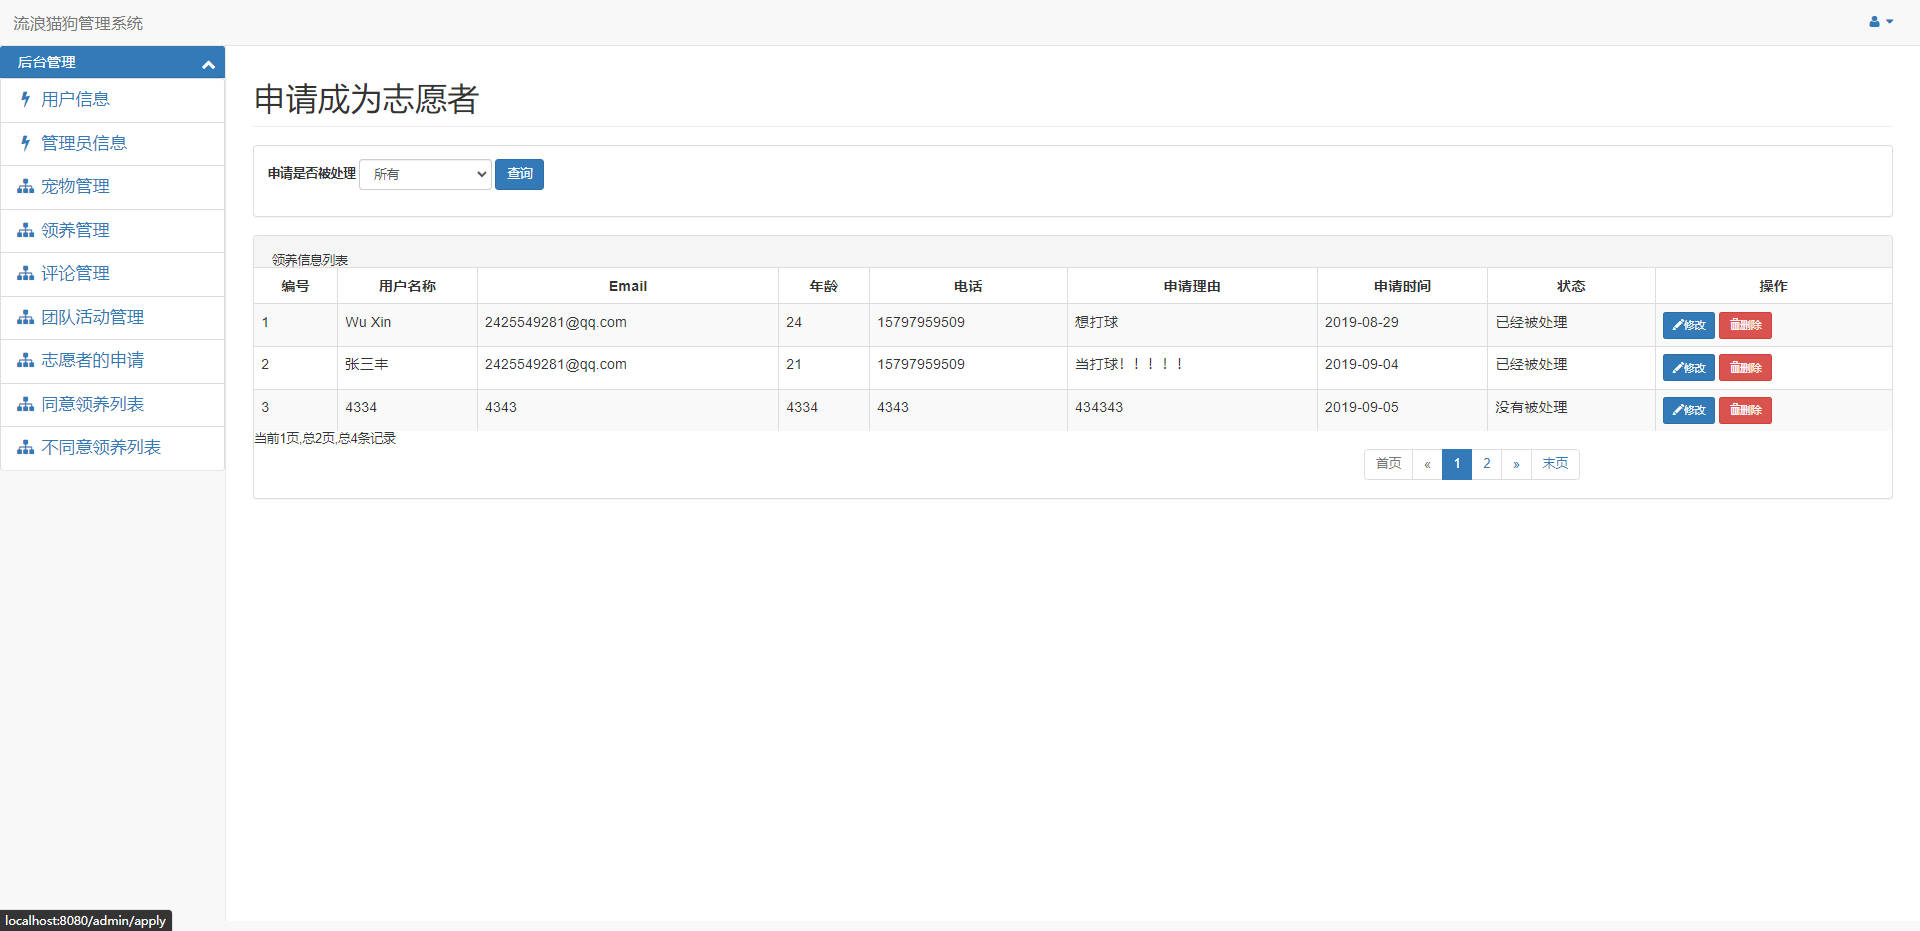 流浪猫狗管理系统
后台管理
用户信息
管理员信息
宠物管理
领养管理
评论管理
团队活动管理
志愿者的申请
同意领养列表
不同意领养列表
申请成为志愿者
申请是否被处理 所有 查询
领养信息列表
编号 用户名称 Email 年龄 电话 申请理由 申请时间 状态 操作
1 Wu Xin 2425549281@qq.com 24 15797959509 想打球 2019-08-29 已经被处理 修改 删除
2 张三丰 2425549281@qq.com 21 15797959509 当打球！！！！！ 2019-09-04 已经被处理 修改 删除
3 4334 4343 4334 4343 434343 2019-09-05 没有被处理 修改 删除
当前1页,总2页,总4条记录
首页 « 1 2 » 末页
localhost:8080/admin/apply